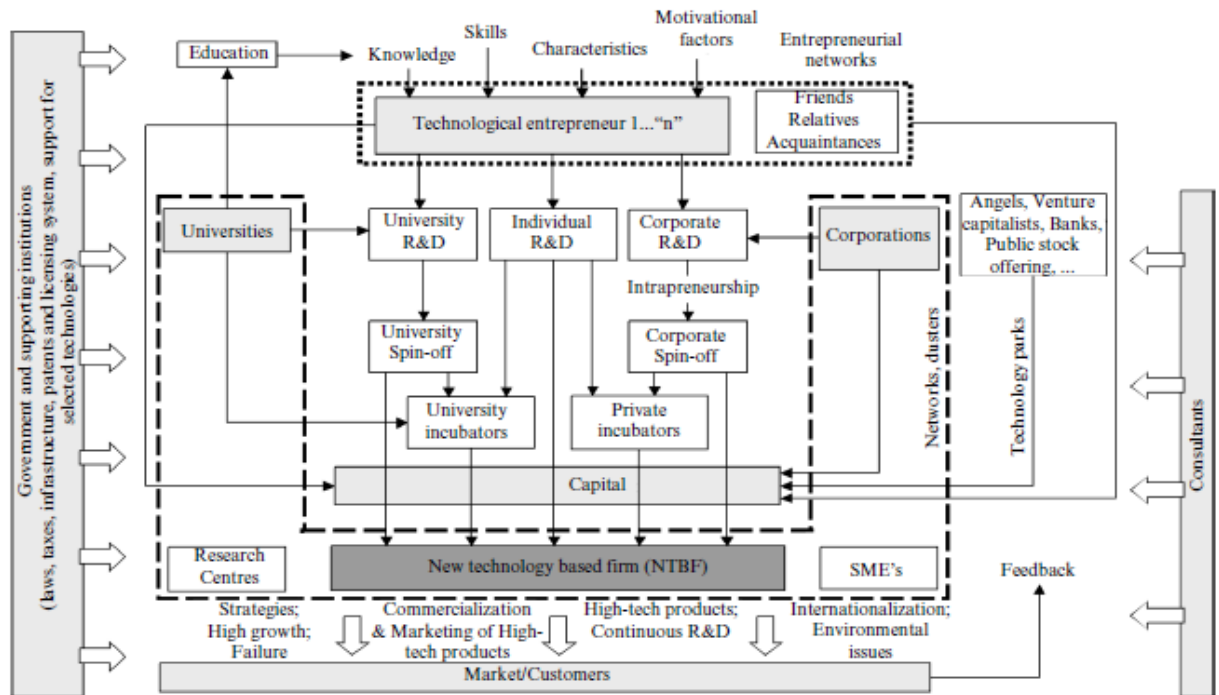 Government and supporting institutions
(laws, taxes, infrastructure, patents and licensing system, support for
selected technologies)
Education
Knowledge
Skills
Characteristics
Motivational
factors
Entrepreneurial
networks
Technological entrepreneur 1...“n”
Friends
Relatives
Acquaintances
Universities
University
R&D
Individual
R&D
Corporate
R&D
Corporations
Angels, Venture
capitalists, Banks,
Public stock
offering, ...
Intrapreneurship
University
Spin-off
Corporate
Spin-off
University
incubators
Private
incubators
Networks, dusters
Technology parks
Consultants
Capital
Research
Centres
New technology based firm (NTBF)
SME's
Feedback
Strategies;
High growth;
Failure
Commercialization
& Marketing of High-
tech products
High-tech products;
Continuous R&D
Internationalization;
Environmental
issues
Market/Customers